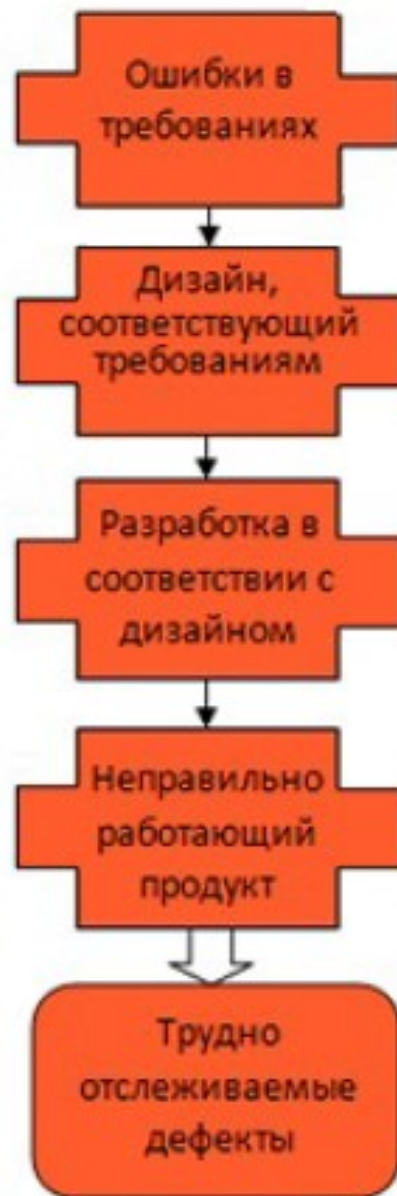 Ошибки в
требованиях
Дизайн,
соответствующий
требованиям
Разработка в
соответствии с
дизайном
Неправильно
работающий
продукт
Трудно
отслеживаемые
дефекты